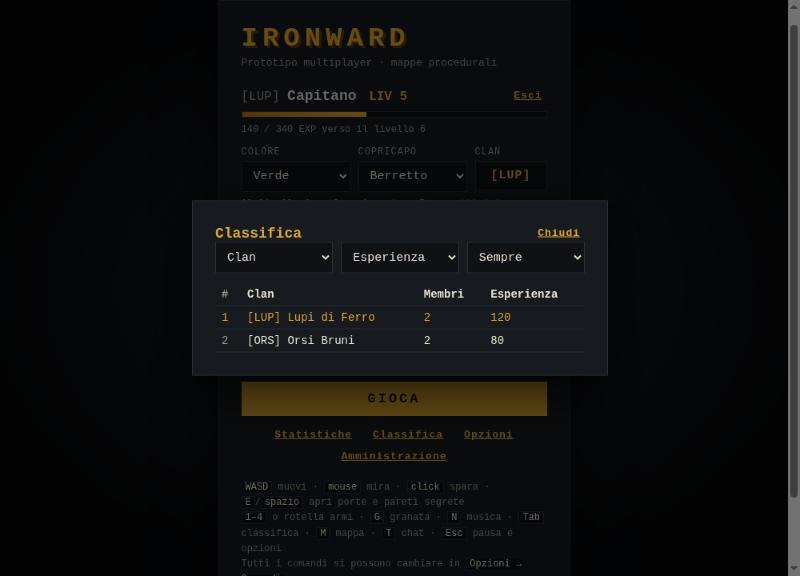 IRONWARD
Prototipo multiplayer · mappe procedurali
[LUP] Capitano LIV 5 Esci
140 / 340 EXP verso il livello 6
COLORE COPRICAPO CLAN
Verde Berretto [LUP]
Classifica Chiudi
Clan Esperienza Sempre
# Clan Membri Esperienza
1 [LUP] Lupi di Ferro 2 120
2 [ORS] Orsi Bruni 2 80
GIOCA
Statistiche Classifica Opzioni
Amministrazione
WASD muovi · mouse mira · click spara ·
E / spazio apri porte e pareti segrete
1–4 o rotella armi · G granata · N musica · Tab
classifica · M mappa · T chat · Esc pausa e
opzioni
Tutti i comandi si possono cambiare in Opzioni →